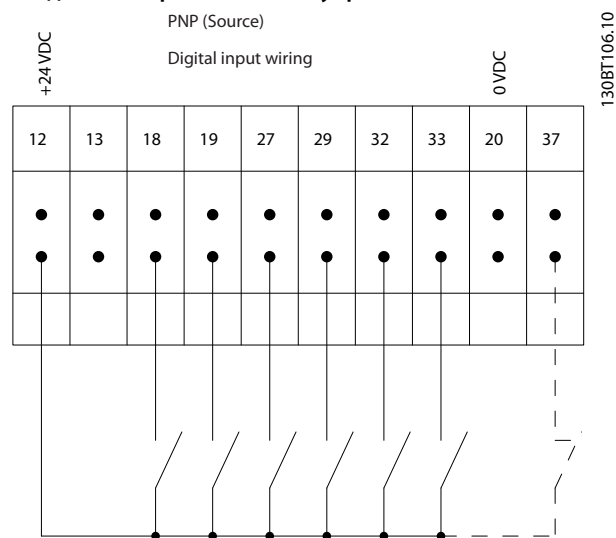 PNP (Source)
Digital input wiring
+24 VDC
0 VDC
130BT106.10
12 13 18 19 27 29 32 33 20 37